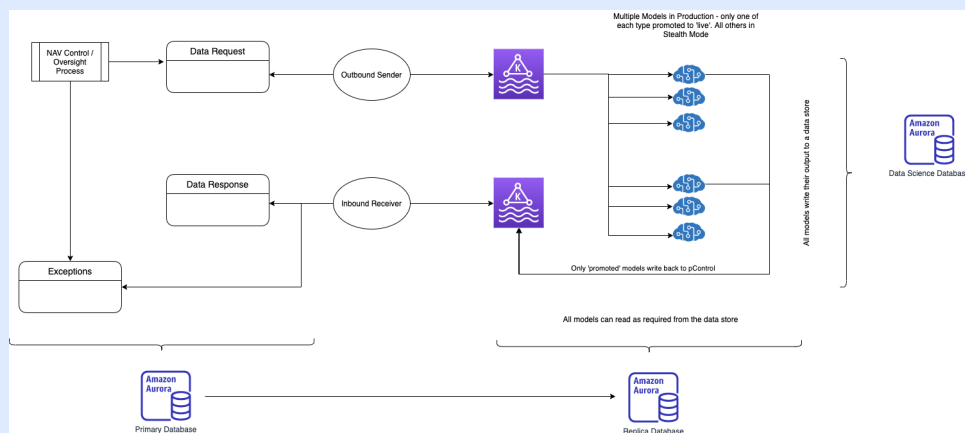 Multiple Models in Production - only one of
each type promoted to 'live'. All others in
Stealth Mode
NAV Control /
Oversight
Process
Data Request
Outbound Sender
K
Amazon
Aurora
Data Science Databas
All models write their output to a data store
Data Response
Inbound Receiver
K
Only 'promoted' models write back to pControl
Exceptions
All models can read as required from the data store
Amazon
Aurora
Primary Database
Amazon
Aurora
Replica Database